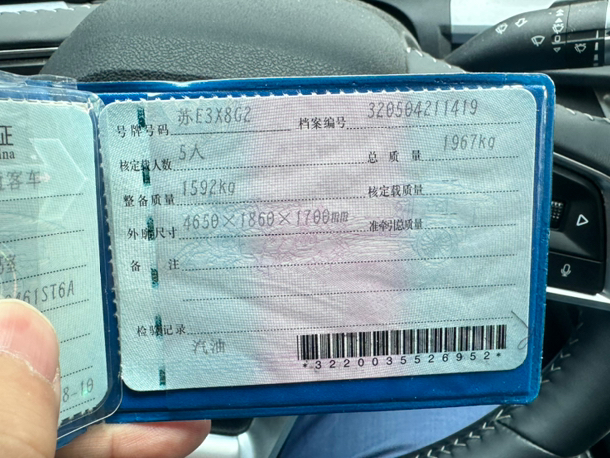 证
客车
461ST6A
8-10
号牌号码 苏E3X8G2 档案编号 320504211419
核定载人数 5人 总质量 1967kg
整备质量 1592kg 核定载质量 --
外廓尺寸 4650×1860×1700mm 准牵引总质量 --
备注
检验记录
汽油
*3220035526952*